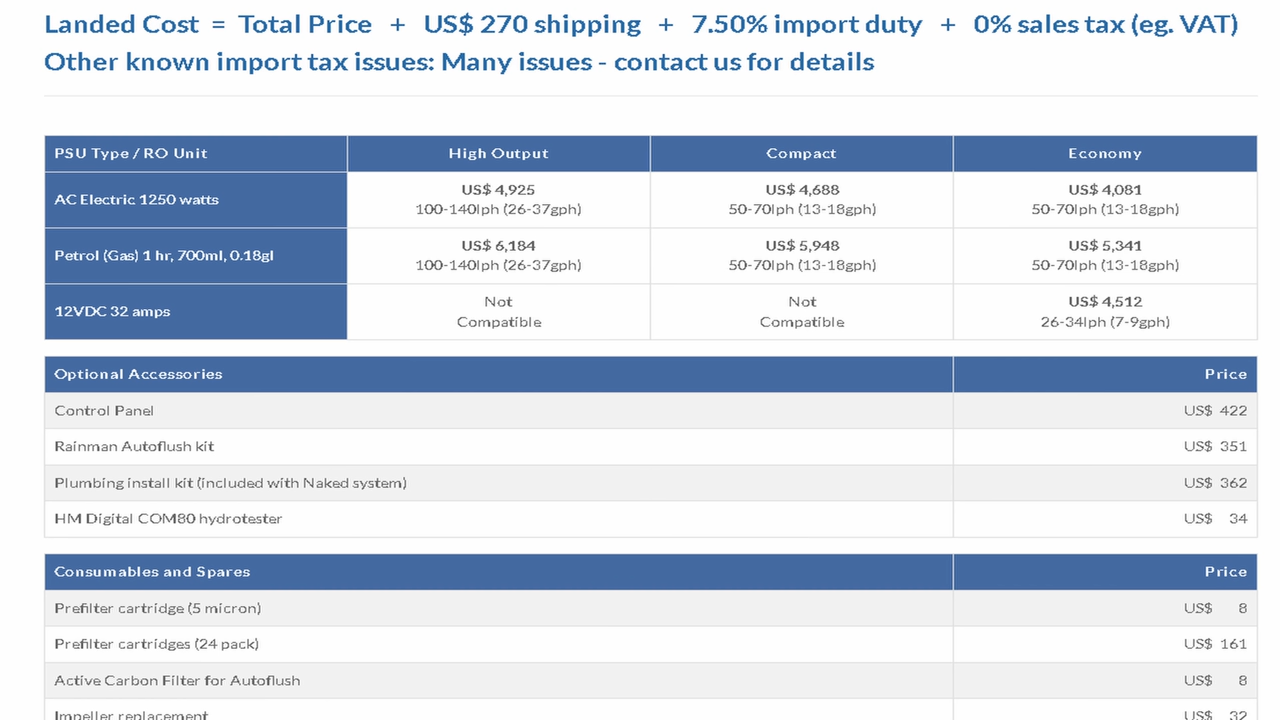 Landed Cost = Total Price + US$ 270 shipping + 7.50% import duty + 0% sales tax (eg. VAT)
Other known import tax issues: Many issues - contact us for details
PSU Type / RO Unit High Output Compact Economy
AC Electric 1250 watts US$ 4,925 US$ 4,688 US$ 4,081
100-140lph (26-37gph) 50-70lph (13-18gph) 50-70lph (13-18gph)
Petrol (Gas) 1 hr, 700ml, 0.18gl US$ 6,184 US$ 5,948 US$ 5,341
100-140lph (26-37gph) 50-70lph (13-18gph) 50-70lph (13-18gph)
12VDC 32 amps Not Not US$ 4,512
Compatible Compatible 26-34lph (7-9gph)
Optional Accessories Price
Control Panel US$ 422
Rainman Autoflush kit US$ 351
Plumbing install kit (included with Naked system) US$ 362
HM Digital COM80 hydrotester US$ 34
Consumables and Spares Price
Prefilter cartridge (5 micron) US$ 8
Prefilter cartridges (24 pack) US$ 161
Active Carbon Filter for Autoflush US$ 8
Impeller replacement US$ 32